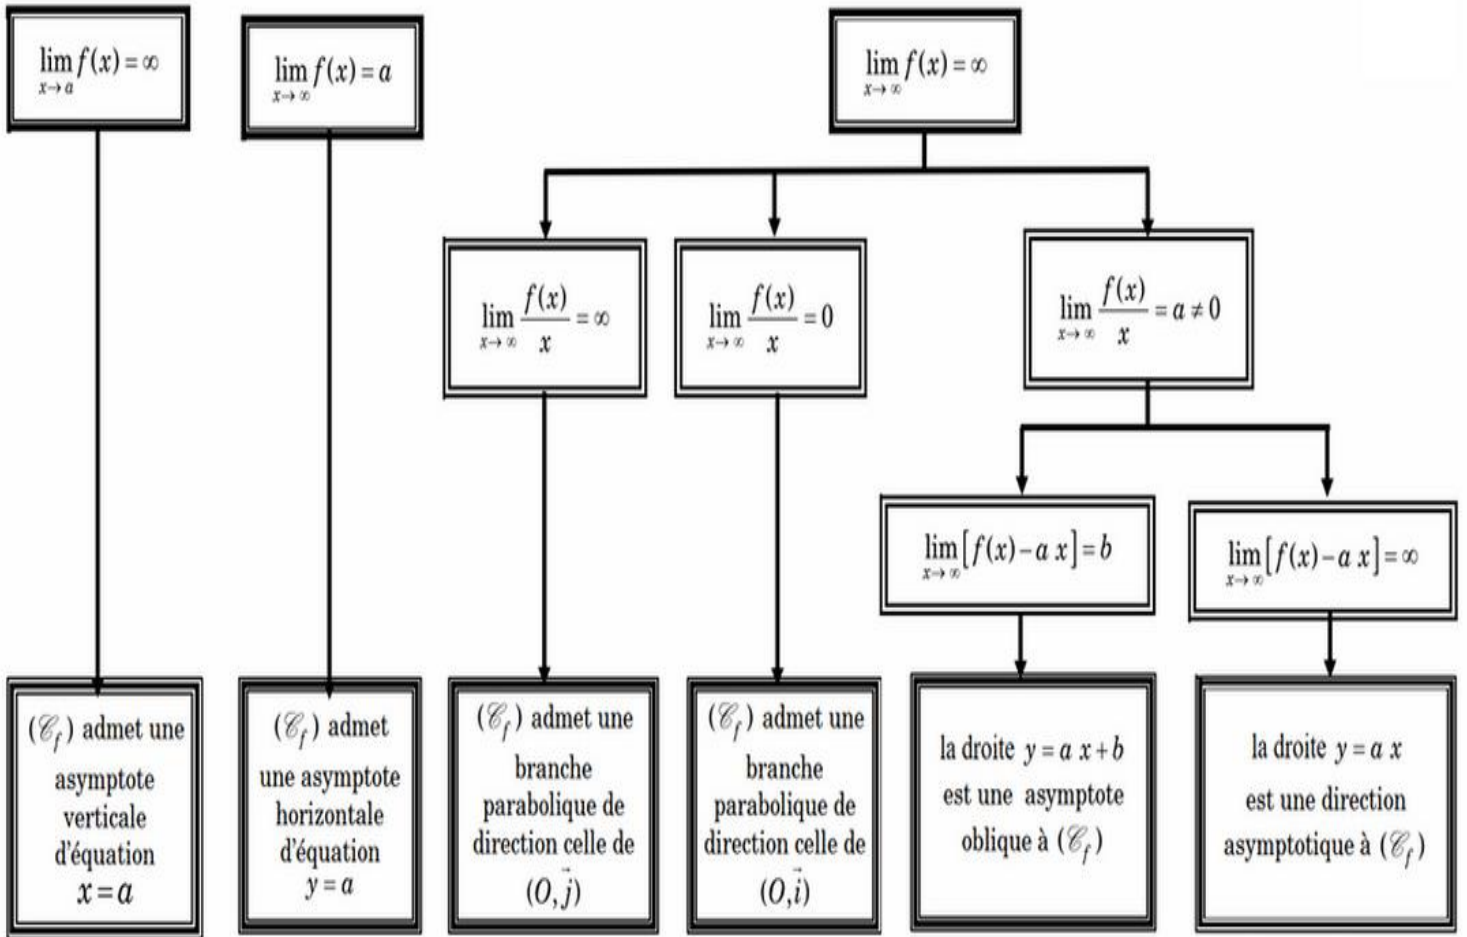 lim f(x) = ∞
x→ a
lim f(x) = a
x→ ∞
lim f(x) = ∞
x→ ∞
lim f(x)/x = ∞
x→ ∞
lim f(x)/x = 0
x→ ∞
lim f(x)/x = a ≠ 0
x→ ∞
lim [f(x) − a x] = b
x→ ∞
lim [f(x) − a x] = ∞
x→ ∞
(𝒞f) admet une
asymptote
verticale
d'équation
x = a
(𝒞f) admet
une asymptote
horizontale
d'équation
y = a
(𝒞f) admet une
branche
parabolique de
direction celle de
(O, j⃗)
(𝒞f) admet une
branche
parabolique de
direction celle de
(O, i⃗)
la droite y = a x + b
est une asymptote
oblique à (𝒞f)
la droite y = a x
est une direction
asymptotique à (𝒞f)